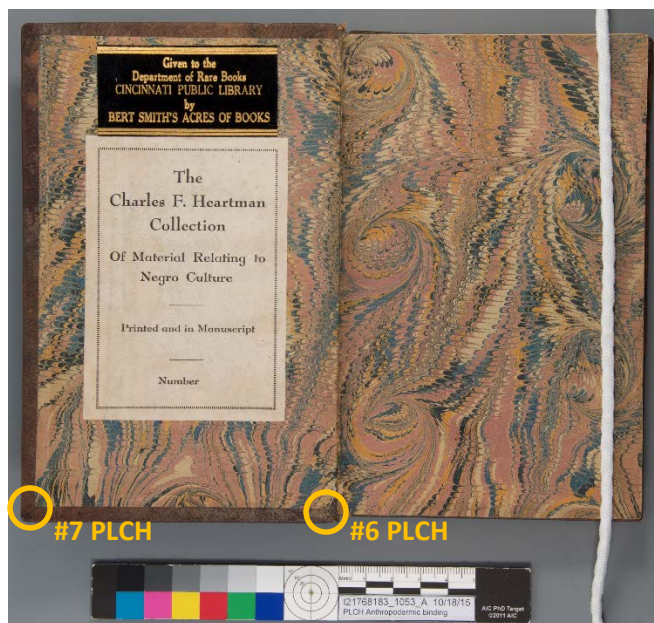 Given to the
Department of Rare Books
CINCINNATI PUBLIC LIBRARY
by
BERT SMITH'S ACRES OF BOOKS
The
Charles F. Heartman
Collection
Of Material Relating to
Negro Culture
Printed and in Manuscript
Number
#7 PLCH
#6 PLCH
I21768183_1053_A 10/18/15
PLCH Anthropodermic binding
AIC PhD Target
©2011 AIC